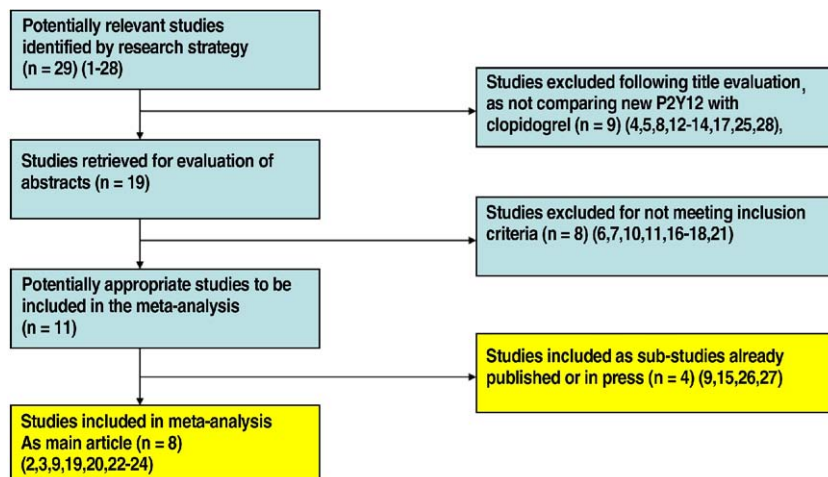 Potentially relevant studies
identified by research strategy
(n = 29) (1-28)
Studies excluded following title evaluation,
as not comparing new P2Y12 with
clopidogrel (n = 9) (4,5,8,12-14,17,25,28),
Studies retrieved for evaluation of
abstracts (n = 19)
Studies excluded for not meeting inclusion
criteria (n = 8) (6,7,10,11,16-18,21)
Potentially appropriate studies to be
included in the meta-analysis
(n = 11)
Studies included as sub-studies already
published or in press (n = 4) (9,15,26,27)
Studies included in meta-analysis
As main article (n = 8)
(2,3,9,19,20,22-24)